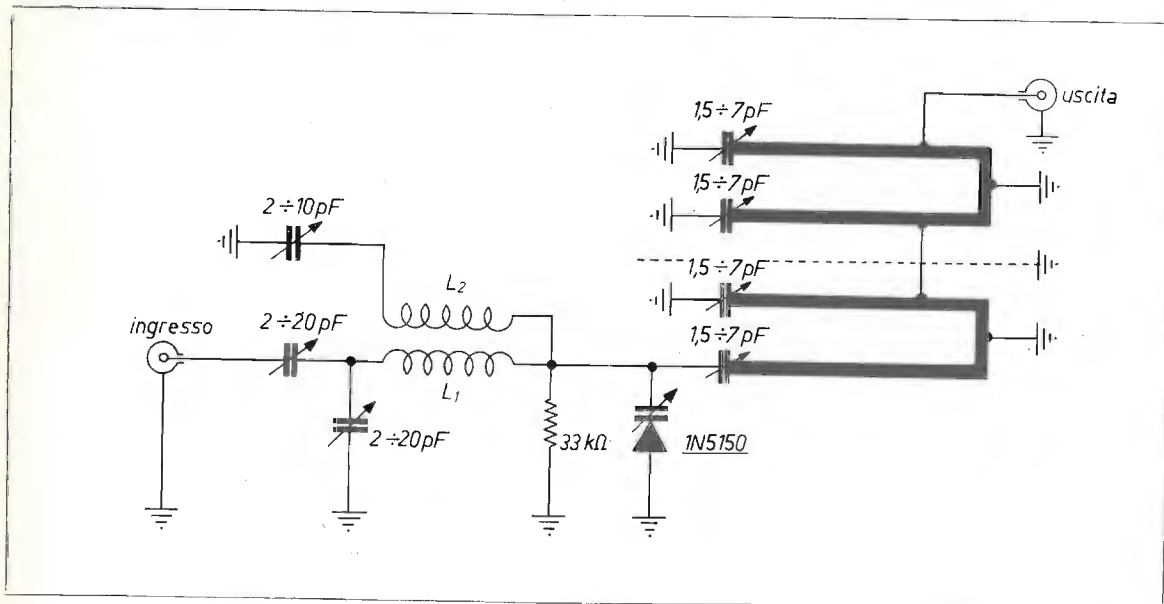 1,5÷7pF
uscita
1,5÷7pF
2÷10pF
1,5÷7pF
L2
ingresso
2÷20pF
1,5÷7pF
L1
2÷20pF
33kΩ
1N5150